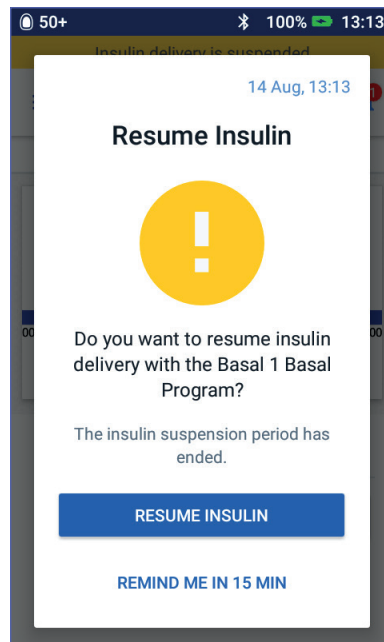 50+
100%
13:13
Insulin delivery is suspended
14 Aug, 13:13
1
Resume Insulin
!
Do you want to resume insulin
delivery with the Basal 1 Basal
Program?
The insulin suspension period has
ended.
RESUME INSULIN
REMIND ME IN 15 MIN